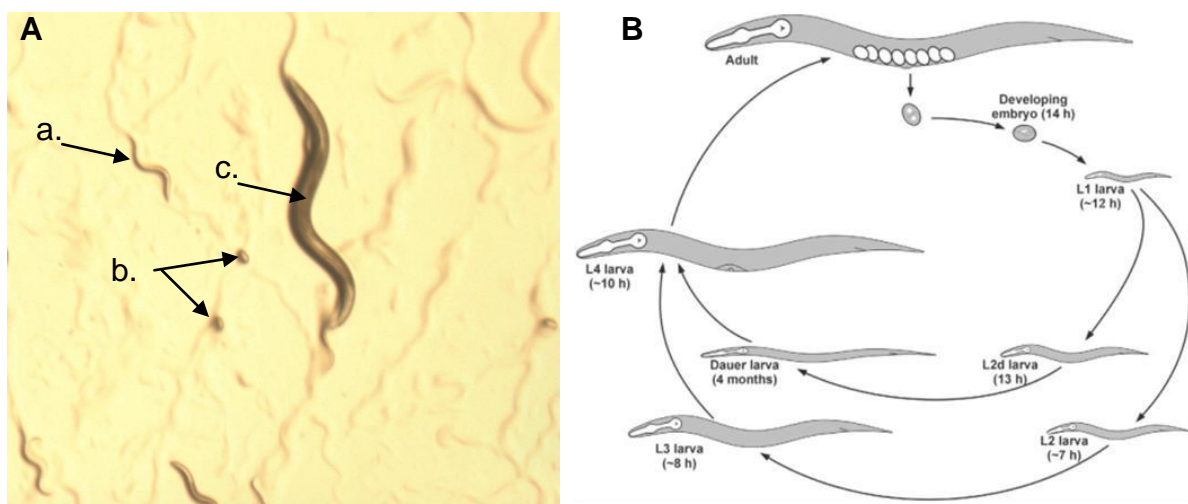 A
a.
b.
c.
B
Adult
Developing
embryo (14 h)
L1 larva
(~12 h)
L4 larva
(~10 h)
Dauer larva
(4 months)
L2d larva
(13 h)
L3 larva
(~8 h)
L2 larva
(~7 h)